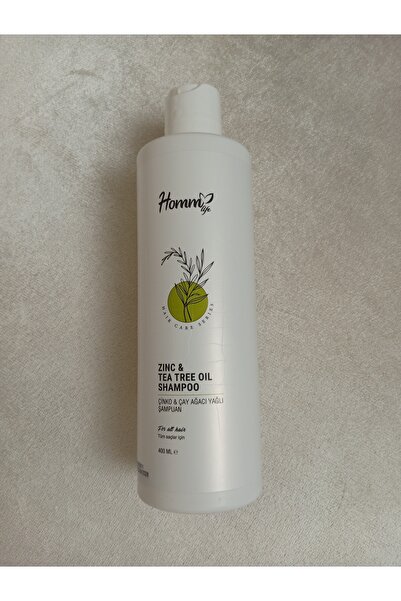 Homm
life
HAIR CARE SERIES
ZINC &
TEA TREE OIL
SHAMPOO
ÇİNKO & ÇAY AĞACI YAĞLI
ŞAMPUAN
For all hair
Tüm saçlar için
400 ML ℮